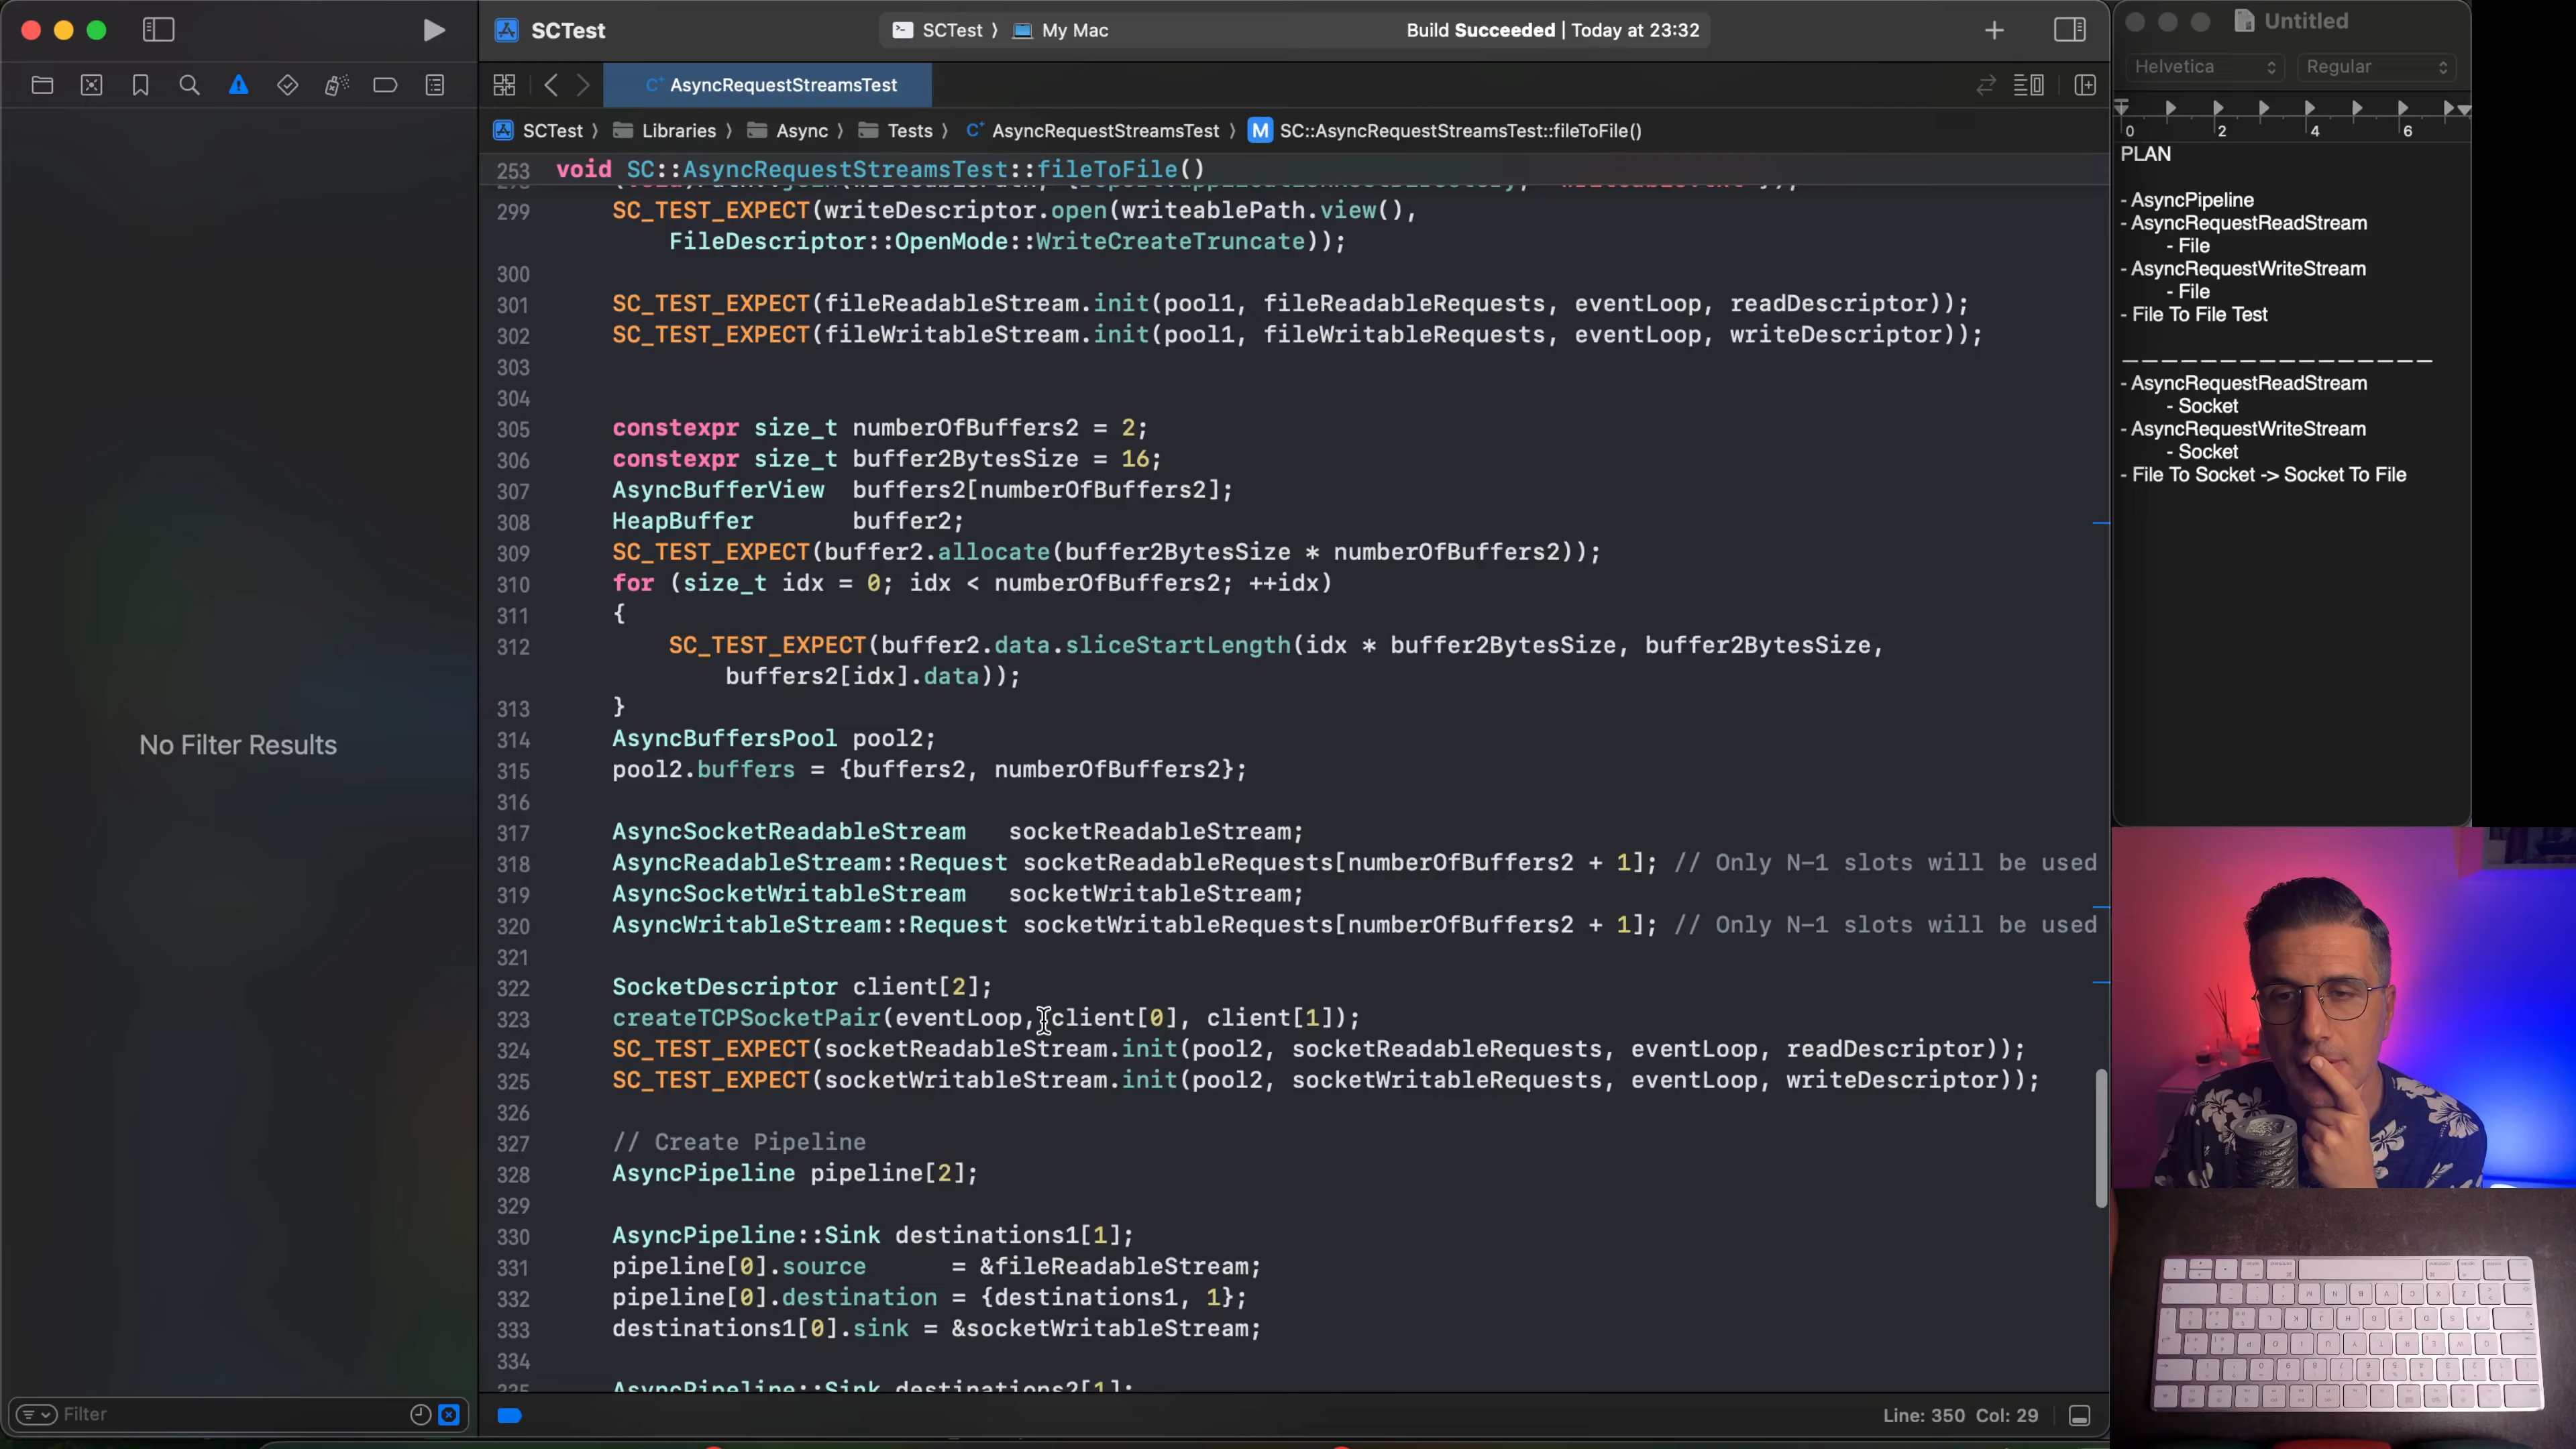 SCTest
SCTest 〉 My Mac
Build Succeeded | Today at 23:32
AsyncRequestStreamsTest
SCTest 〉 Libraries 〉 Async 〉 Tests 〉 AsyncRequestStreamsTest 〉 M SC::AsyncRequestStreamsTest::fileToFile()
253 void SC::AsyncRequestStreamsTest::fileToFile()
299 SC_TEST_EXPECT(writeDescriptor.open(writeablePath.view(),
FileDescriptor::OpenMode::WriteCreateTruncate));
300
301 SC_TEST_EXPECT(fileReadableStream.init(pool1, fileReadableRequests, eventLoop, readDescriptor));
302 SC_TEST_EXPECT(fileWritableStream.init(pool1, fileWritableRequests, eventLoop, writeDescriptor));
303
304
305 constexpr size_t numberOfBuffers2 = 2;
306 constexpr size_t buffer2BytesSize = 16;
307 AsyncBufferView buffers2[numberOfBuffers2];
308 HeapBuffer buffer2;
309 SC_TEST_EXPECT(buffer2.allocate(buffer2BytesSize * numberOfBuffers2));
310 for (size_t idx = 0; idx < numberOfBuffers2; ++idx)
311 {
312 SC_TEST_EXPECT(buffer2.data.sliceStartLength(idx * buffer2BytesSize, buffer2BytesSize,
buffers2[idx].data));
313 }
314 AsyncBuffersPool pool2;
315 pool2.buffers = {buffers2, numberOfBuffers2};
316
317 AsyncSocketReadableStream socketReadableStream;
318 AsyncReadableStream::Request socketReadableRequests[numberOfBuffers2 + 1]; // Only N-1 slots will be used
319 AsyncSocketWritableStream socketWritableStream;
320 AsyncWritableStream::Request socketWritableRequests[numberOfBuffers2 + 1]; // Only N-1 slots will be used
321
322 SocketDescriptor client[2];
323 createTCPSocketPair(eventLoop, client[0], client[1]);
324 SC_TEST_EXPECT(socketReadableStream.init(pool2, socketReadableRequests, eventLoop, readDescriptor));
325 SC_TEST_EXPECT(socketWritableStream.init(pool2, socketWritableRequests, eventLoop, writeDescriptor));
326
327 // Create Pipeline
328 AsyncPipeline pipeline[2];
329
330 AsyncPipeline::Sink destinations1[1];
331 pipeline[0].source = &fileReadableStream;
332 pipeline[0].destination = {destinations1, 1};
333 destinations1[0].sink = &socketWritableStream;
334
AsyncPipeline::Sink destinations2[1];
No Filter Results
Filter
Line: 350 Col: 29
Untitled
Helvetica
Regular
0 2 4 6
PLAN
- AsyncPipeline
- AsyncRequestReadStream
- File
- AsyncRequestWriteStream
- File
- File To File Test
________________
- AsyncRequestReadStream
- Socket
- AsyncRequestWriteStream
- Socket
- File To Socket -> Socket To File